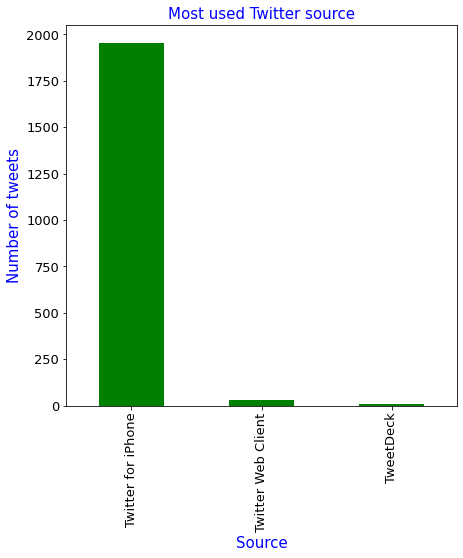 Most used Twitter source
Number of tweets
2000
1750
1500
1250
1000
750
500
250
0
Twitter for iPhone
Twitter Web Client
TweetDeck
Source